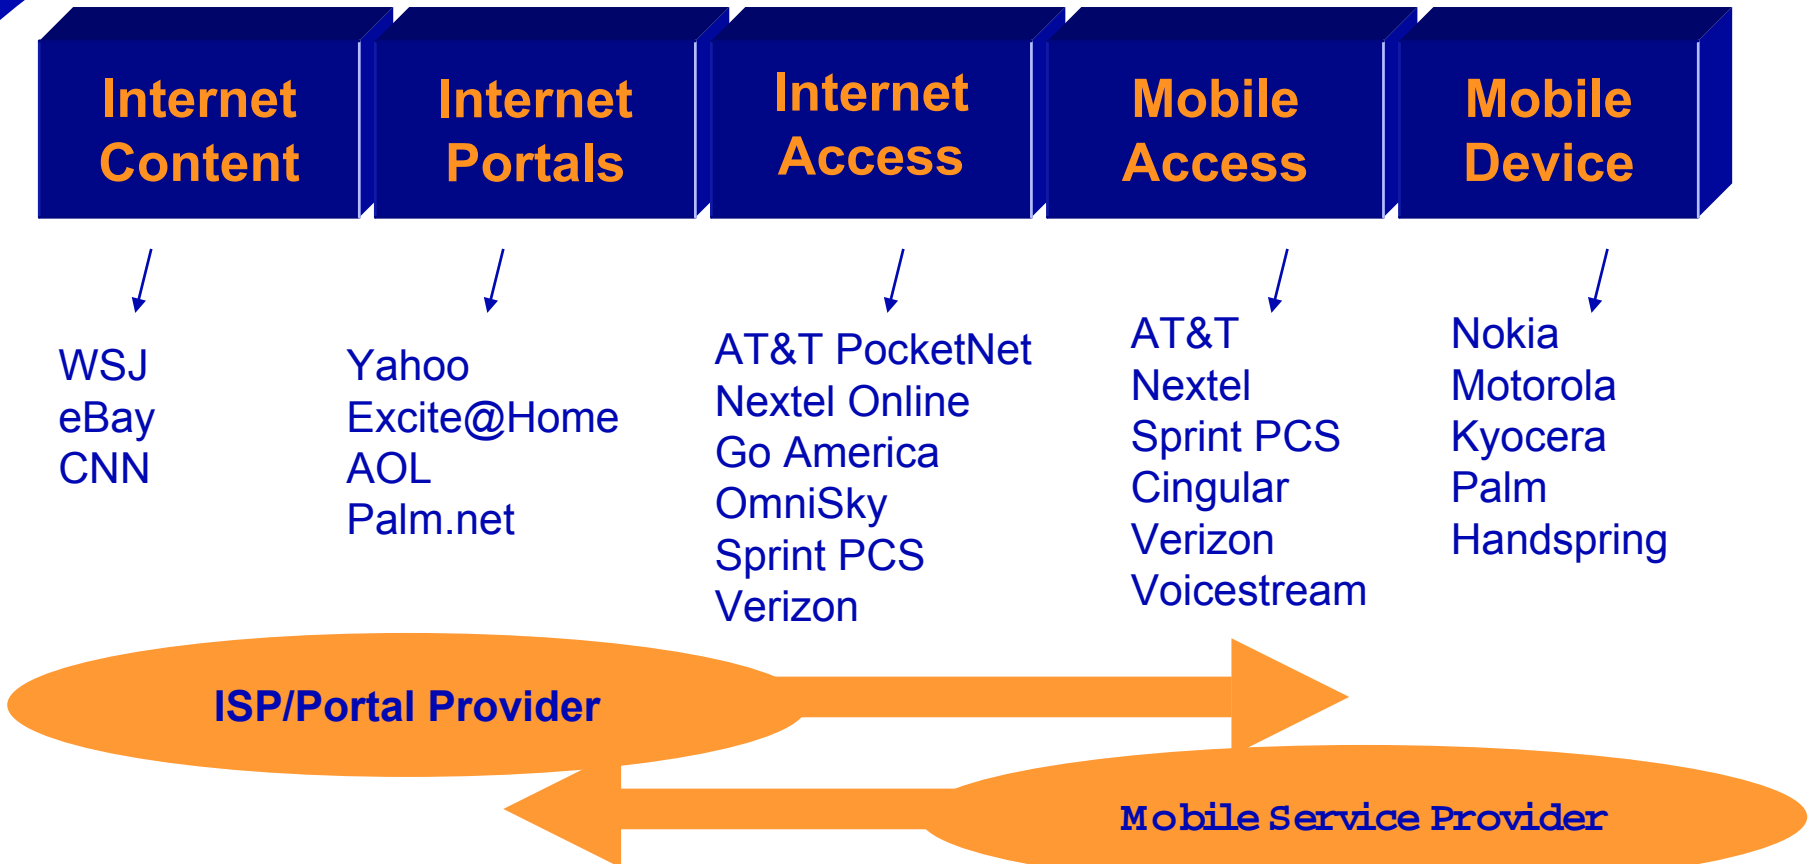 Internet
Content
Internet
Portals
Internet
Access
Mobile
Access
Mobile
Device
WSJ
eBay
CNN
Yahoo
Excite@Home
AOL
Palm.net
AT&T PocketNet
Nextel Online
Go America
OmniSky
Sprint PCS
Verizon
AT&T
Nextel
Sprint PCS
Cingular
Verizon
Voicestream
Nokia
Motorola
Kyocera
Palm
Handspring
ISP/Portal Provider
Mobile Service Provider